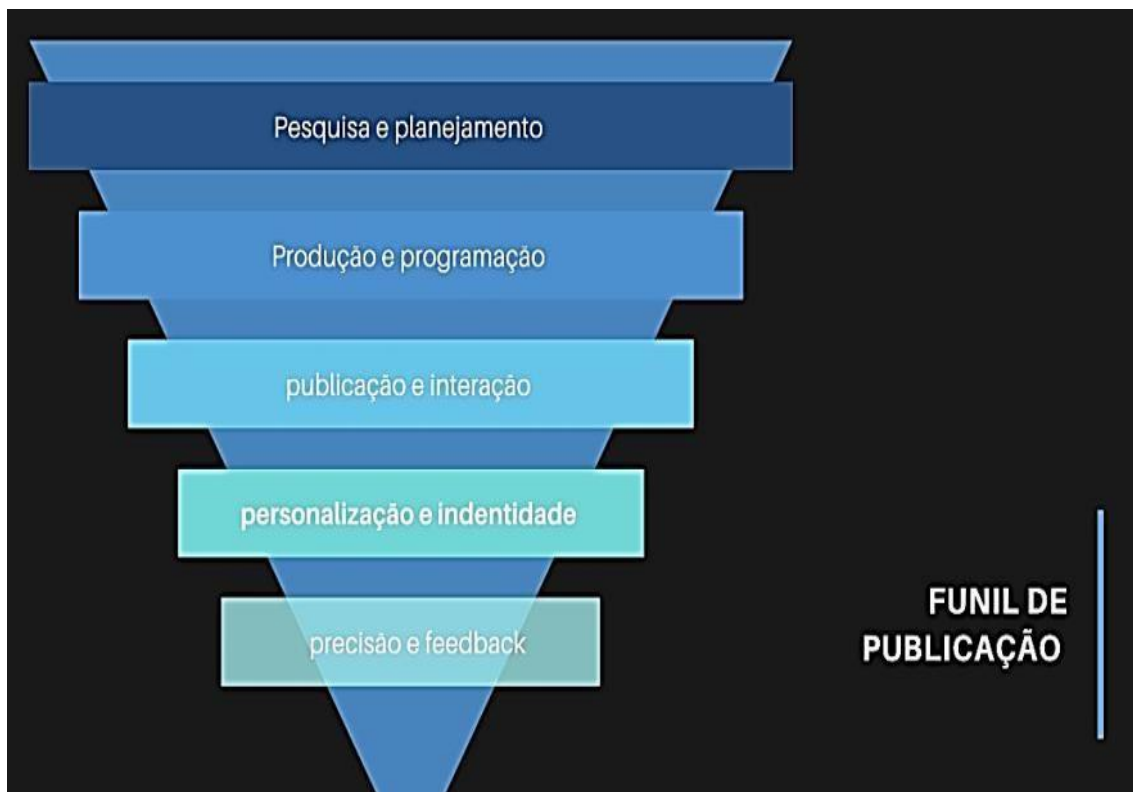 Pesquisa e planejamento
Produção e programação
publicação e interação
personalização e indentidade
precisão e feedback
FUNIL DE
PUBLICAÇÃO